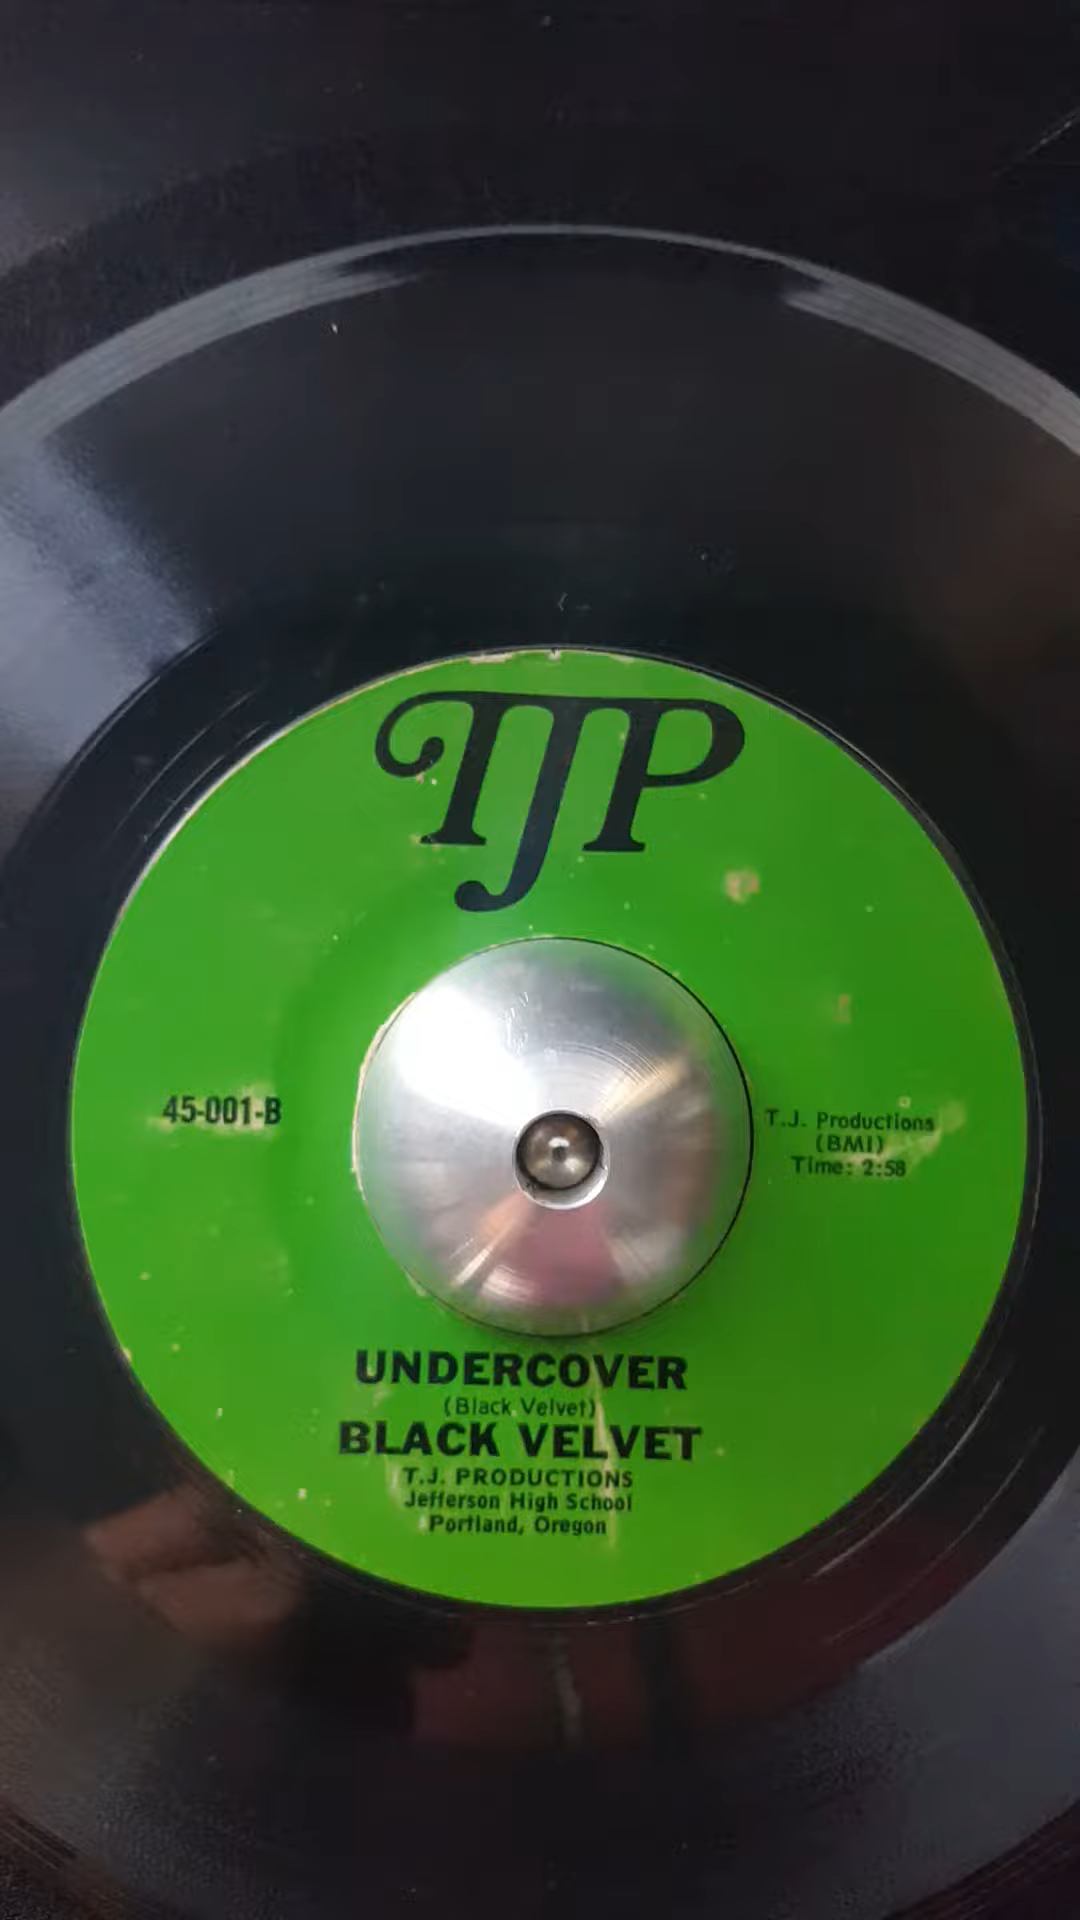 TJP
45-001-B
T.J. Productions
(BMI)
Time: 2:58
UNDERCOVER
(Black Velvet)
BLACK VELVET
T.J. PRODUCTIONS
Jefferson High School
Portland, Oregon